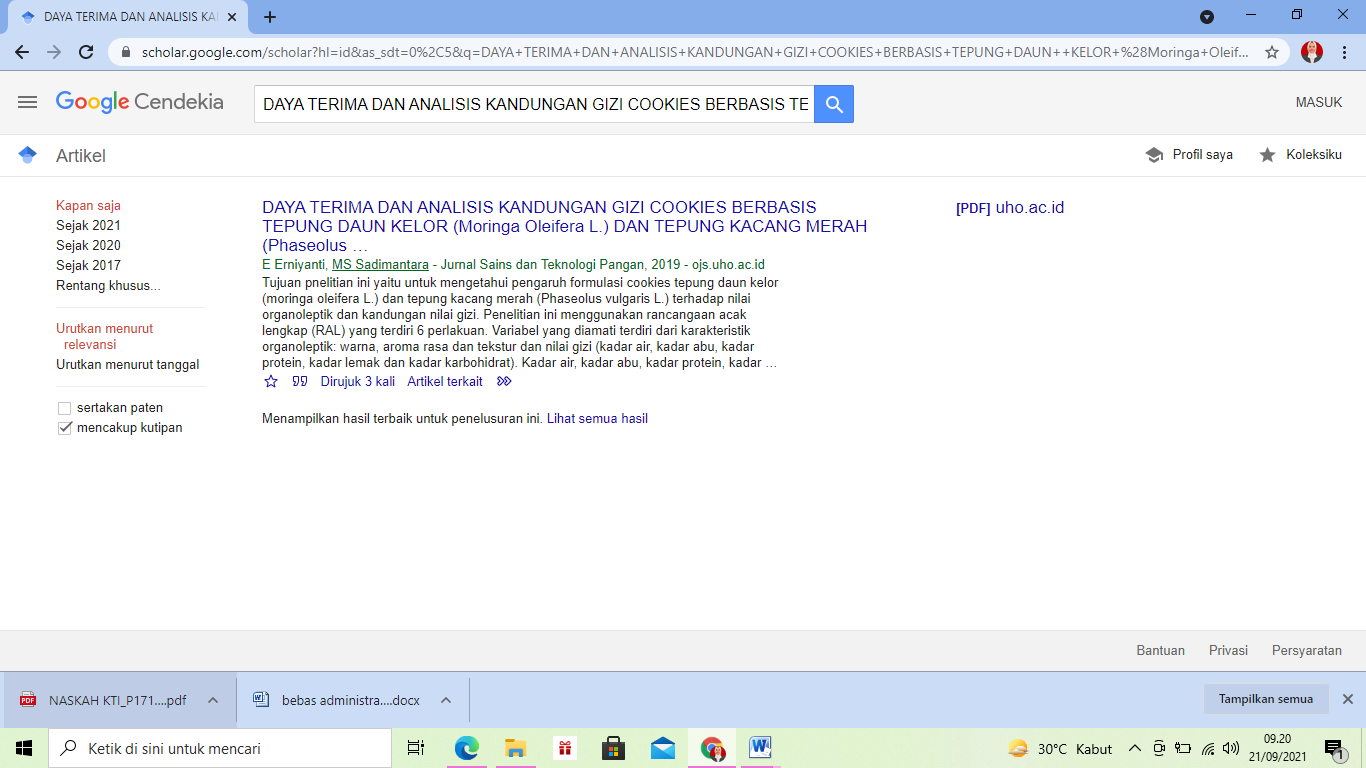 DAYA TERIMA DAN ANALISIS KAN
scholar.google.com/scholar?hl=id&as_sdt=0%2C5&q=DAYA+TERIMA+DAN+ANALISIS+KANDUNGAN+GIZI+COOKIES+BERBASIS+TEPUNG+DAUN++KELOR+%28Moringa+Oleif...
Google Cendekia
DAYA TERIMA DAN ANALISIS KANDUNGAN GIZI COOKIES BERBASIS TE
MASUK
Artikel
Profil saya
Koleksiku
Kapan saja
Sejak 2021
Sejak 2020
Sejak 2017
Rentang khusus...
Urutkan menurut
relevansi
Urutkan menurut tanggal
sertakan paten
mencakup kutipan
DAYA TERIMA DAN ANALISIS KANDUNGAN GIZI COOKIES BERBASIS
TEPUNG DAUN KELOR (Moringa Oleifera L.) DAN TEPUNG KACANG MERAH
(Phaseolus …
[PDF] uho.ac.id
E Erniyanti, MS Sadimantara - Jurnal Sains dan Teknologi Pangan, 2019 - ojs.uho.ac.id
Tujuan pnelitian ini yaitu untuk mengetahui pengaruh formulasi cookies tepung daun kelor
(moringa oleifera L.) dan tepung kacang merah (Phaseolus vulgaris L.) terhadap nilai
organoleptik dan kandungan nilai gizi. Penelitian ini menggunakan rancangaan acak
lengkap (RAL) yang terdiri 6 perlakuan. Variabel yang diamati terdiri dari karakteristik
organoleptik: warna, aroma rasa dan tekstur dan nilai gizi (kadar air, kadar abu, kadar
protein, kadar lemak dan kadar karbohidrat). Kadar air, kadar abu, kadar protein, kadar …
Dirujuk 3 kali Artikel terkait
Menampilkan hasil terbaik untuk penelusuran ini. Lihat semua hasil
Bantuan Privasi Persyaratan
NASKAH KTI_P171....pdf
bebas administra....docx
Tampilkan semua
Ketik di sini untuk mencari
30°C Kabut
09.20
21/09/2021
1